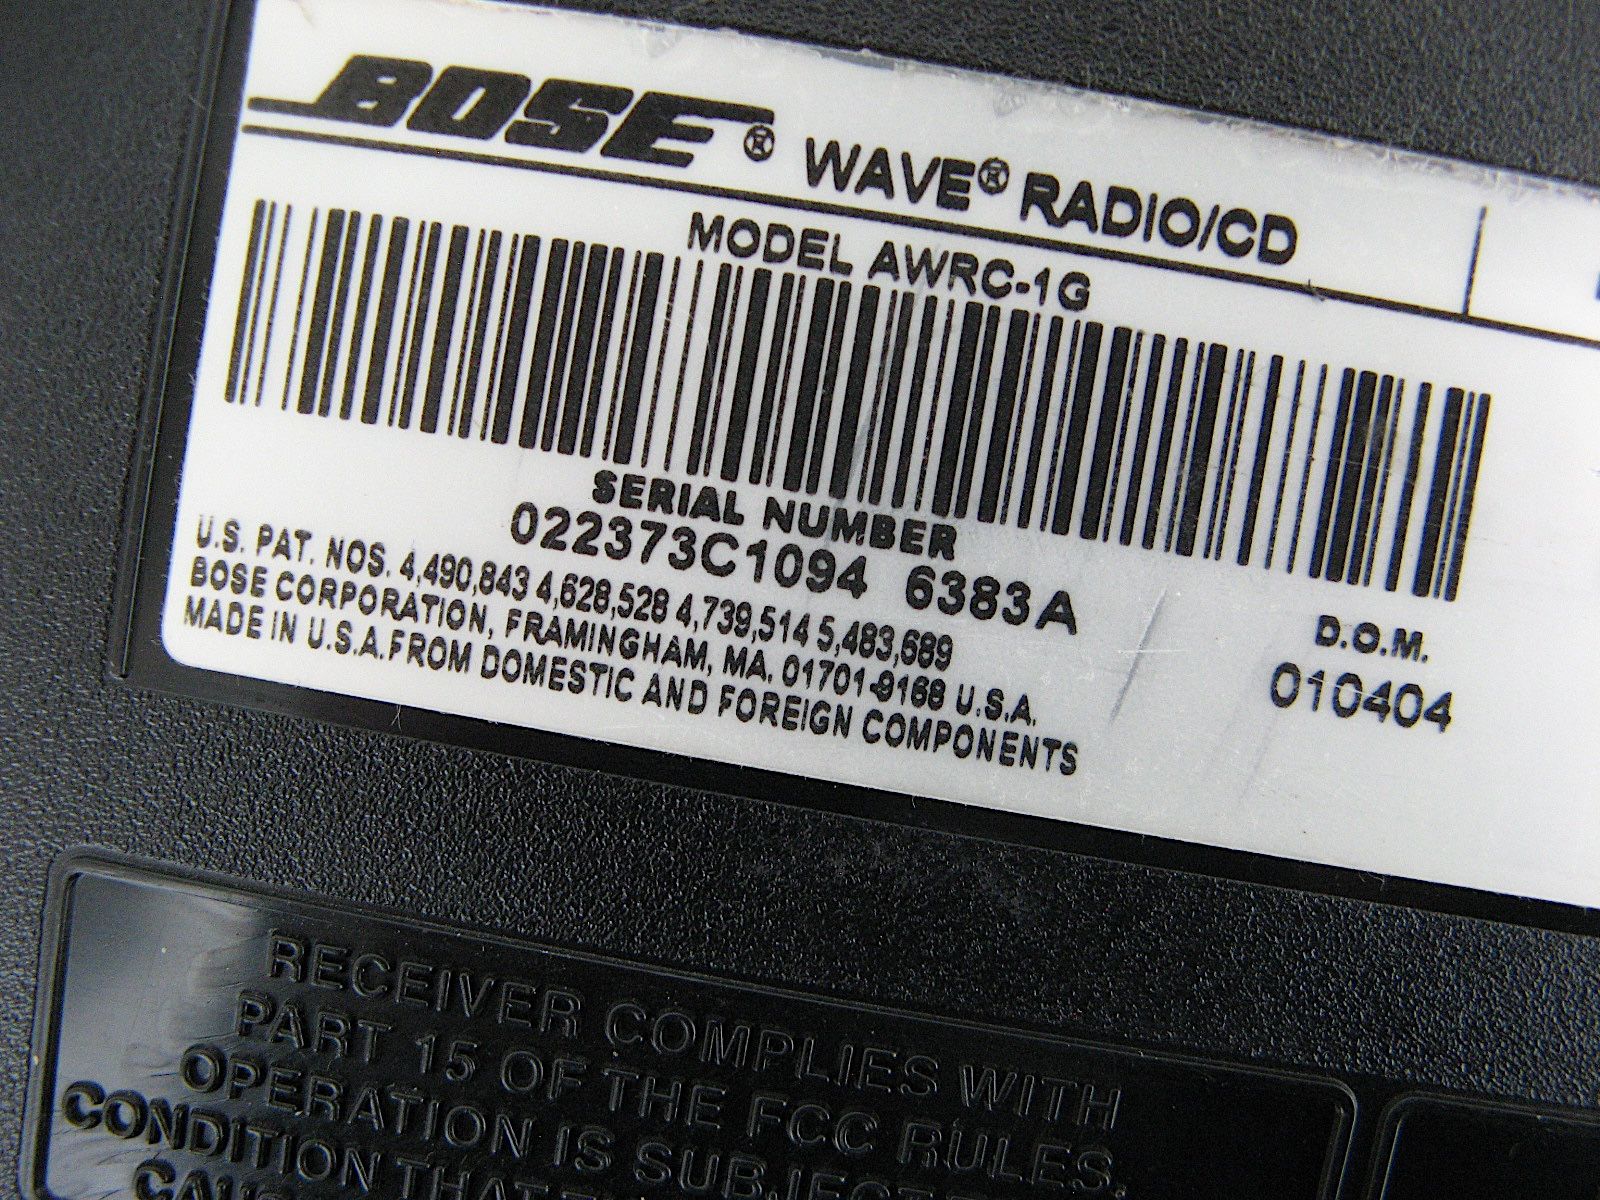 BOSE® WAVE® RADIO/CD
MODEL AWRC-1G
SERIAL NUMBER
022373C1094 6383A
U.S. PAT. NOS. 4,490,843 4,628,528 4,739,514 5,483,689
BOSE CORPORATION, FRAMINGHAM, MA. 01701-9168 U.S.A.
MADE IN U.S.A. FROM DOMESTIC AND FOREIGN COMPONENTS
D.O.M.
010404
RECEIVER COMPLIES WITH
PART 15 OF THE FCC RULES.
OPERATION IS SUBJECT
CONDITION THAT